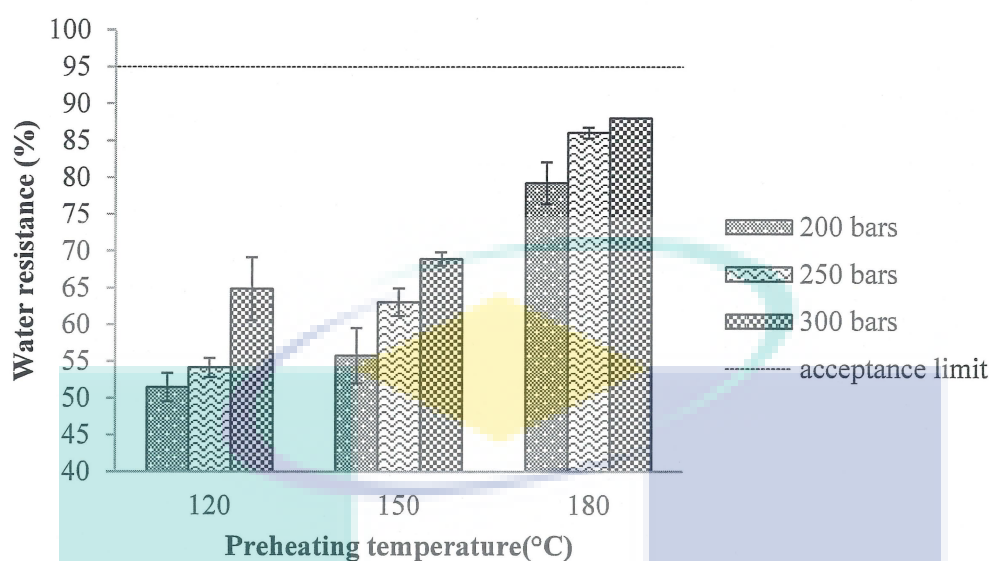 100
95
90
85
80
75
70
65
60
55
50
45
40
Water resistance (%)
120 150 180
Preheating temperature(°C)
200 bars
250 bars
300 bars
acceptance limit